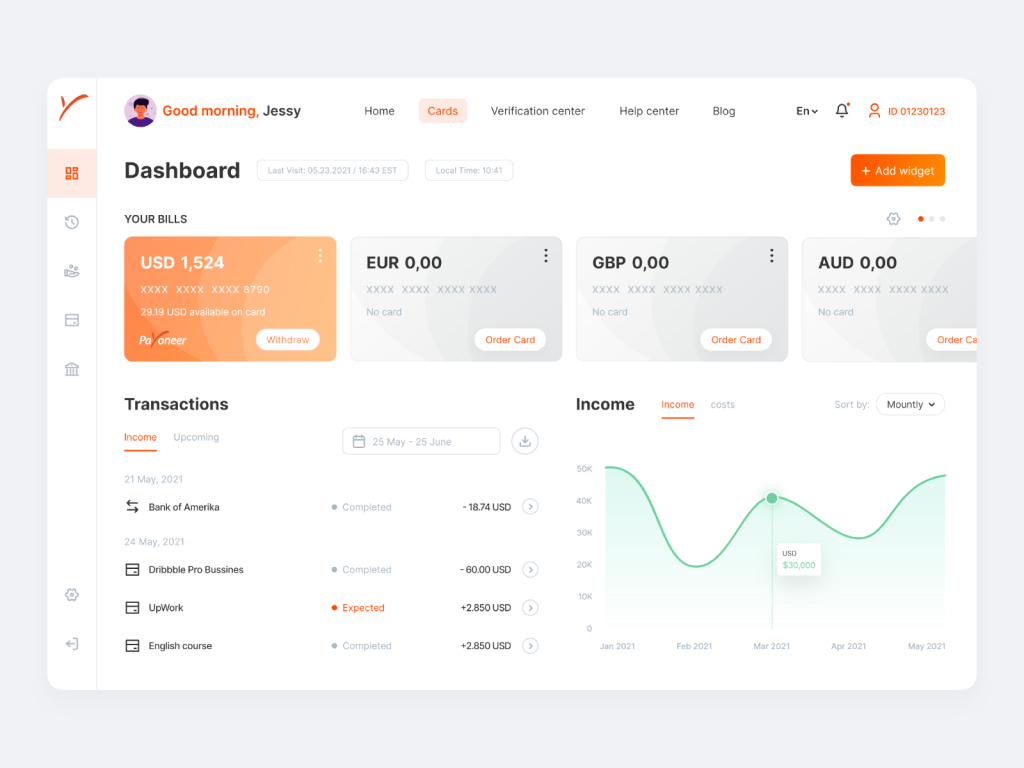 Good morning, Jessy
Home
Cards
Verification center
Help center
Blog
En
ID 01230123
Dashboard
Last Visit: 05.23.2021 / 16:43 EST
Local Time: 10:41
+ Add widget
YOUR BILLS
USD 1,524
XXXX XXXX XXXX 8790
29.19 USD available on card
Payoneer
Withdraw
EUR 0,00
XXXX XXXX XXXX XXXX
No card
Order Card
GBP 0,00
XXXX XXXX XXXX XXXX
No card
Order Card
AUD 0,00
XXXX XXXX XXXX XXXX
No card
Order Ca
Transactions
Income
Upcoming
25 May - 25 June
21 May, 2021
Bank of Amerika
Completed
- 18.74 USD
24 May, 2021
Dribbble Pro Bussines
Completed
- 60.00 USD
UpWork
Expected
+2.850 USD
English course
Completed
+2.850 USD
Income
Income
costs
Sort by:
Mountly
50K
40K
30K
20K
10K
0
USD
$30,000
Jan 2021
Feb 2021
Mar 2021
Apr 2021
May 2021